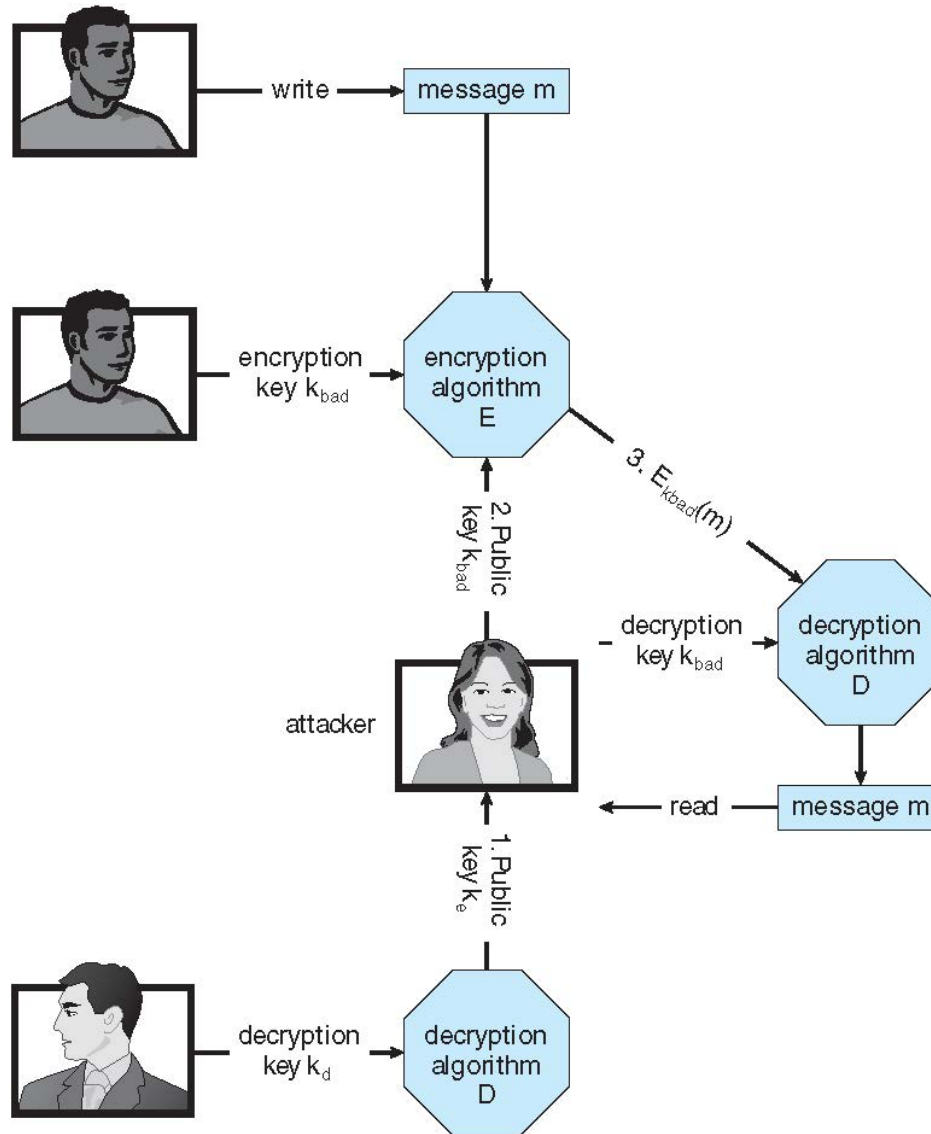 write
message m
encryption
key k_bad
encryption
algorithm
E
3. E_kbad(m)
2. Public
key k_bad
decryption
key k_bad
decryption
algorithm
D
attacker
read
message m
1. Public
key k_e
decryption
key k_d
decryption
algorithm
D